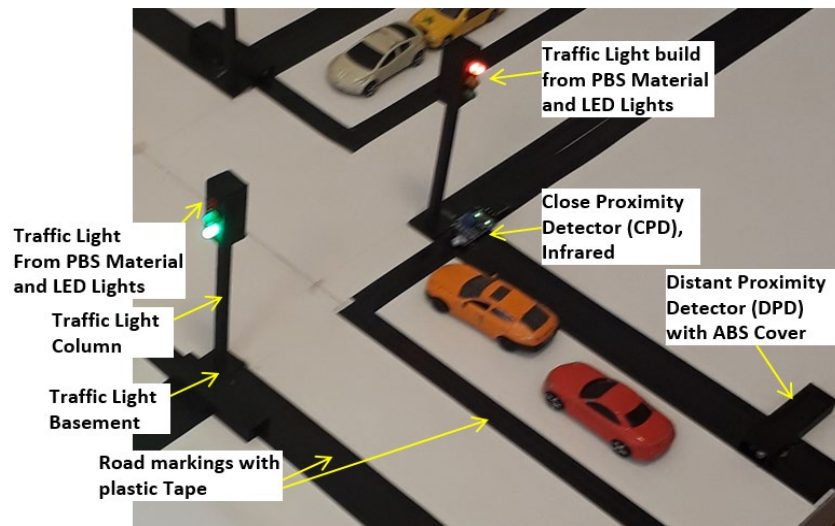 Traffic Light build
from PBS Material
and LED Lights
Close Proximity
Detector (CPD),
Infrared
Traffic Light
From PBS Material
and LED Lights
Distant Proximity
Detector (DPD)
with ABS Cover
Traffic Light
Column
Traffic Light
Basement
Road markings with
plastic Tape